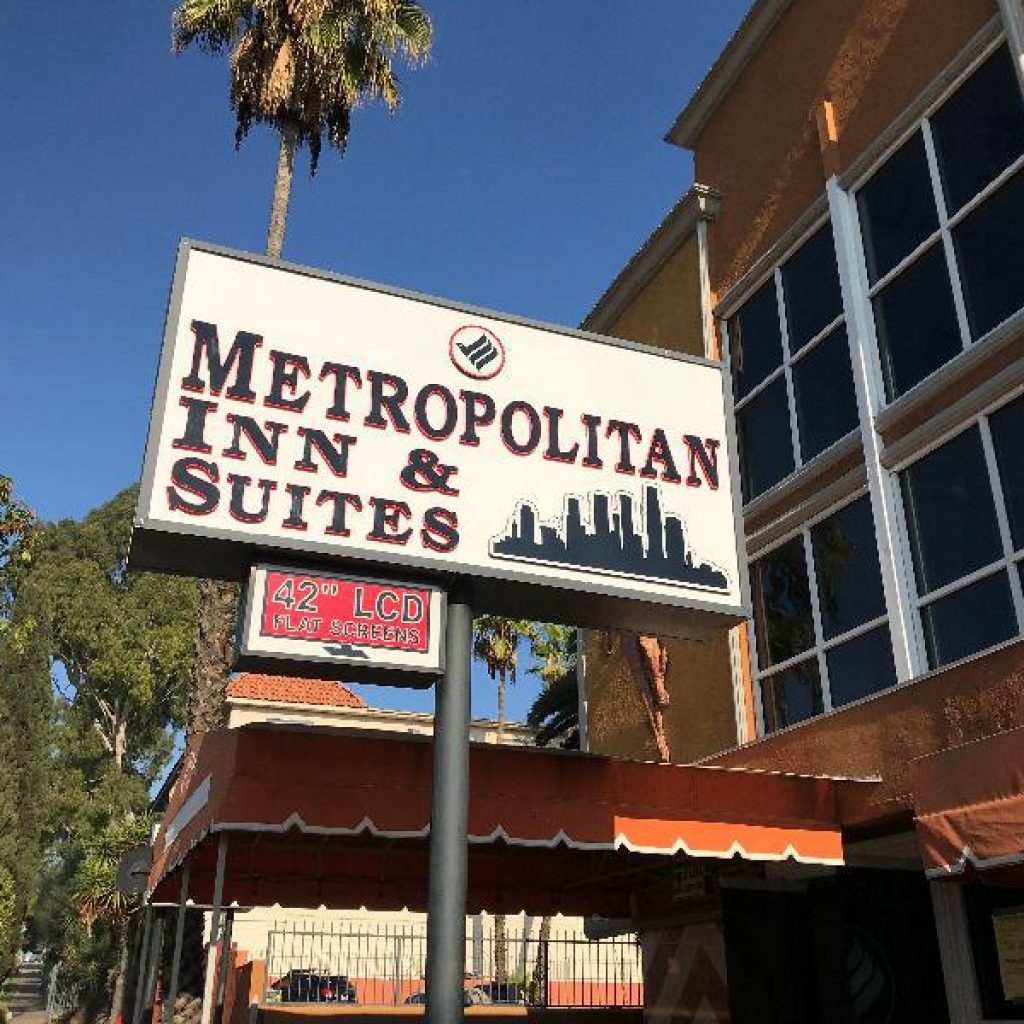 METROPOLITAN
INN &
SUITES
42" LCD
FLAT SCREENS